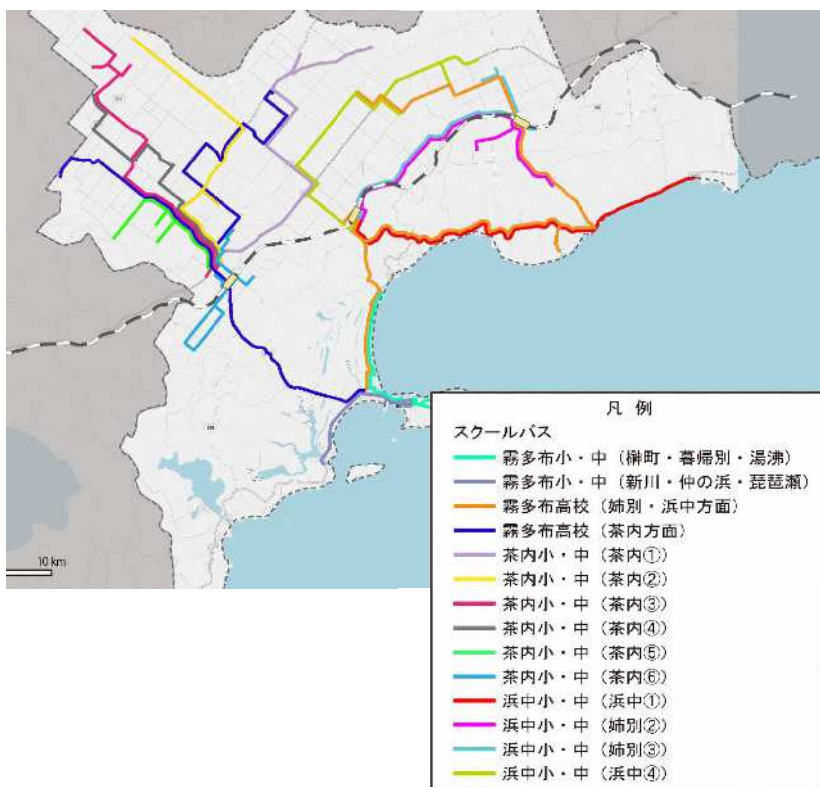 10 km
凡 例
スクールバス
霧多布小・中（榊町・暮帰別・湯沸）
霧多布小・中（新川・仲の浜・琵琶瀬）
霧多布高校（姉別・浜中方面）
霧多布高校（茶内方面）
茶内小・中（茶内①）
茶内小・中（茶内②）
茶内小・中（茶内③）
茶内小・中（茶内④）
茶内小・中（茶内⑤）
茶内小・中（茶内⑥）
浜中小・中（浜中①）
浜中小・中（姉別②）
浜中小・中（姉別③）
浜中小・中（浜中④）